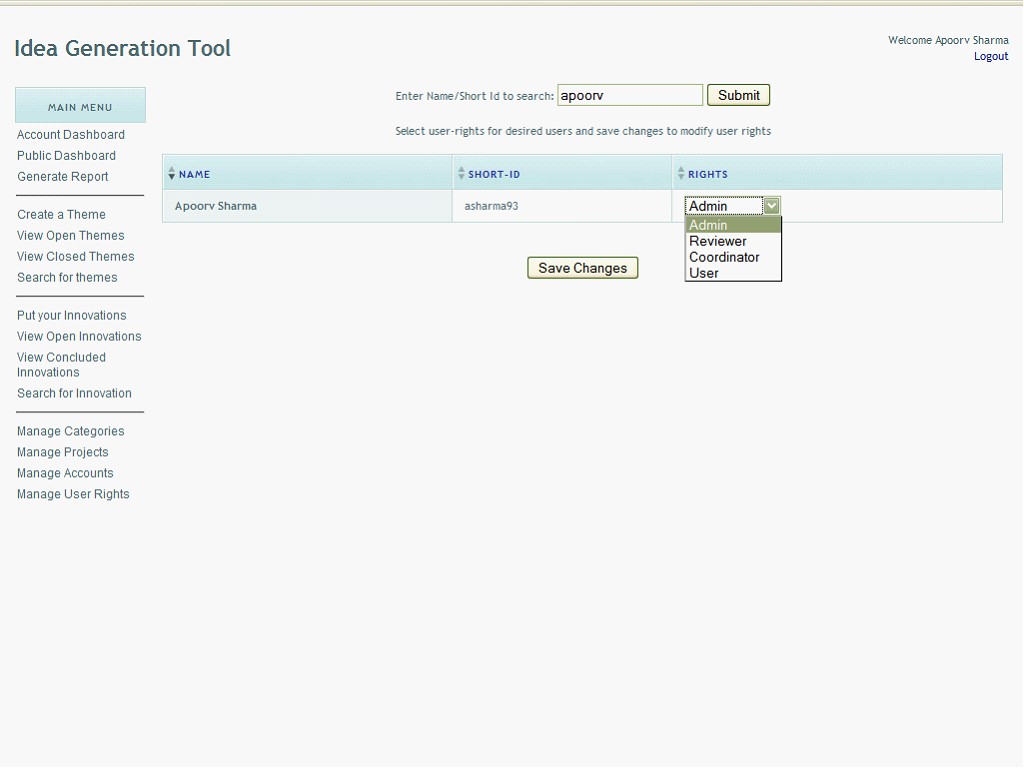 Idea Generation Tool
Welcome Apoorv Sharma
Logout
MAIN MENU
Account Dashboard
Public Dashboard
Generate Report
Create a Theme
View Open Themes
View Closed Themes
Search for themes
Put your Innovations
View Open Innovations
View Concluded
Innovations
Search for Innovation
Manage Categories
Manage Projects
Manage Accounts
Manage User Rights
Enter Name/Short Id to search: apoorv Submit
Select user-rights for desired users and save changes to modify user rights
NAME SHORT-ID RIGHTS
Apoorv Sharma asharma93 Admin
Admin
Reviewer
Coordinator
User
Save Changes